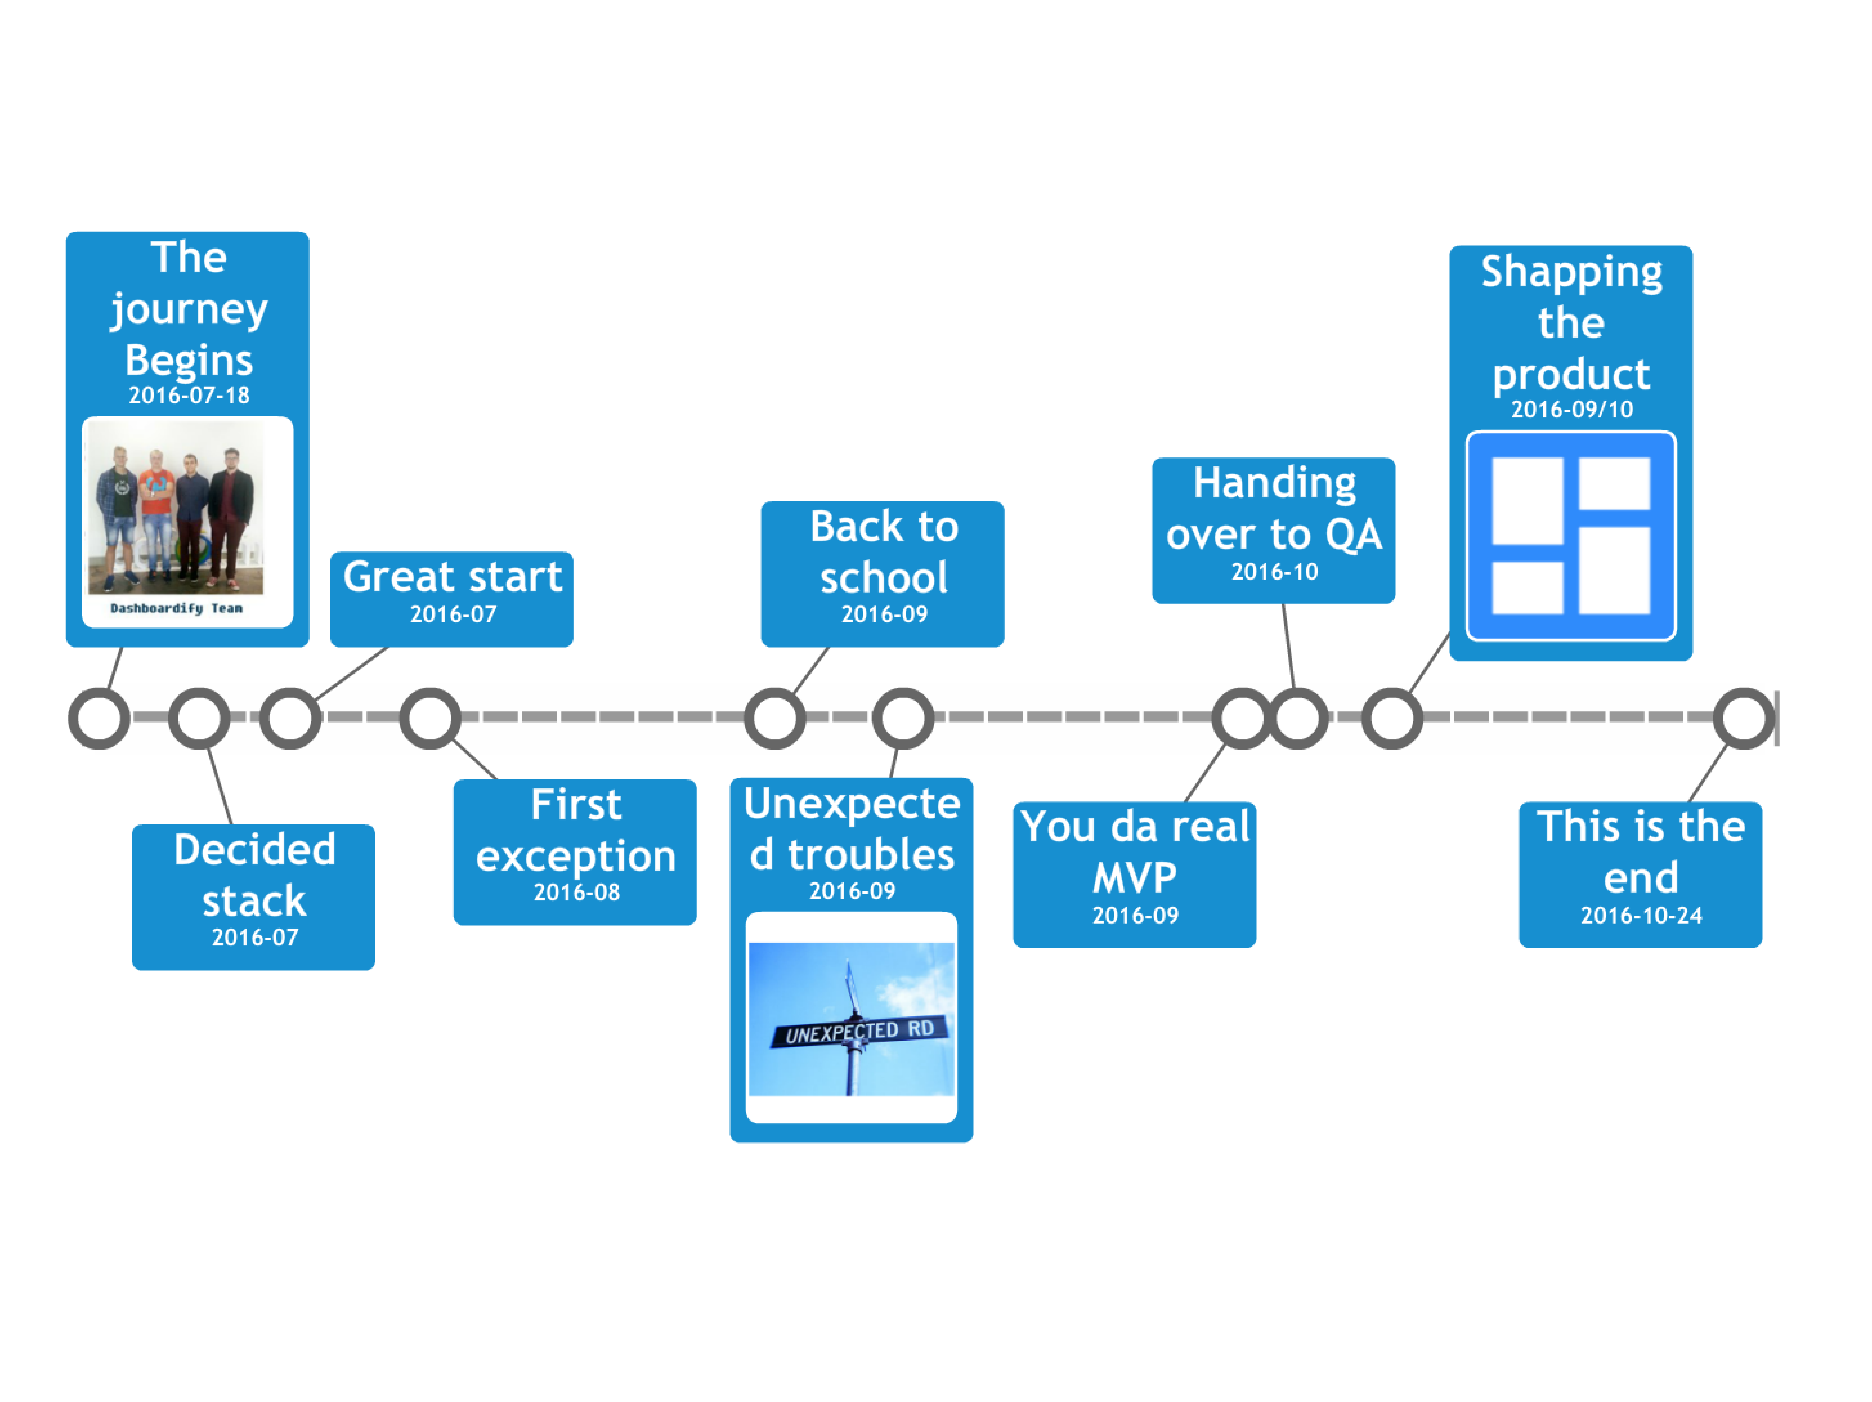 The
journey
Begins
2016-07-18
Dashboardify Team
Decided
stack
2016-07
Great start
2016-07
First
exception
2016-08
Back to
school
2016-09
Unexpecte
d troubles
2016-09
UNEXPECTED RD
You da real
MVP
2016-09
Handing
over to QA
2016-10
Shapping
the
product
2016-09/10
This is the
end
2016-10-24